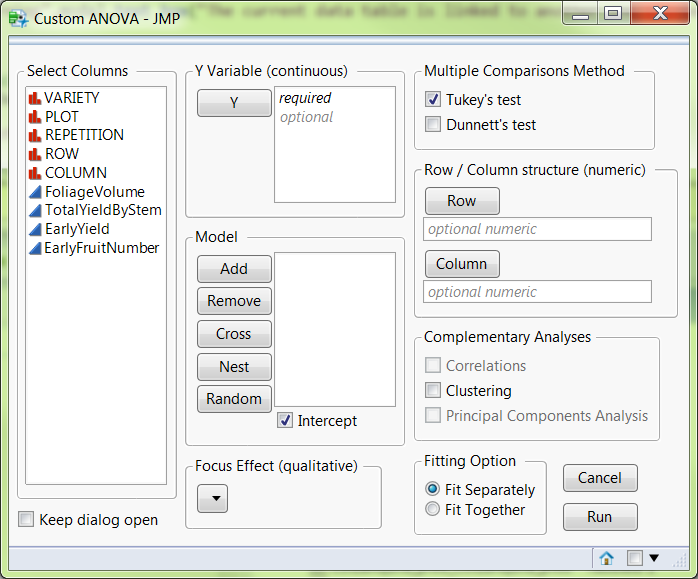 Custom ANOVA - JMP
Select Columns
VARIETY
PLOT
REPETITION
ROW
COLUMN
FoliageVolume
TotalYieldByStem
EarlyYield
EarlyFruitNumber
Keep dialog open
Y Variable (continuous)
Y
required
optional
Model
Add
Remove
Cross
Nest
Random
Intercept
Focus Effect (qualitative)
Multiple Comparisons Method
Tukey's test
Dunnett's test
Row / Column structure (numeric)
Row
optional numeric
Column
optional numeric
Complementary Analyses
Correlations
Clustering
Principal Components Analysis
Fitting Option
Fit Separately
Fit Together
Cancel
Run